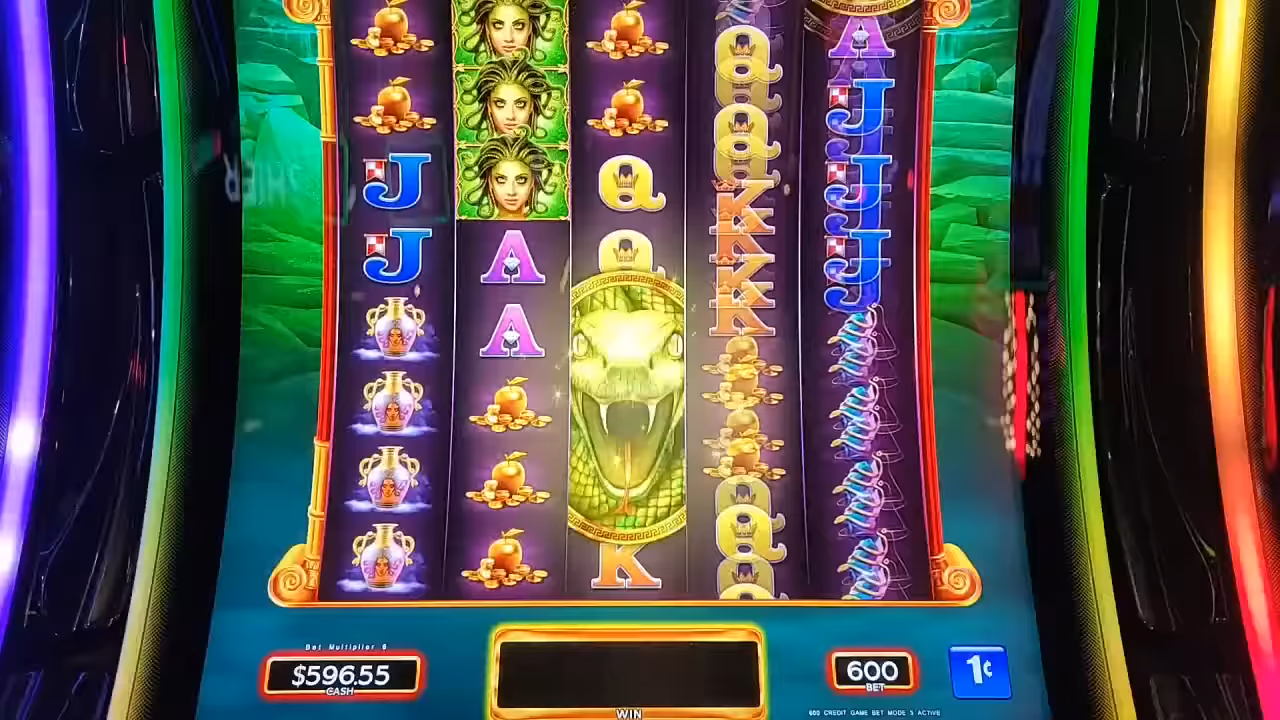 A
J
J
J
Q
Q
K
K
K
Q
Q
A
A
K
J
J
J
Q
Q
Bet Multiplier 6
$596.55
CASH
WIN
600
BET
1¢
600 CREDIT GAME BET MODE 5 ACTIVE